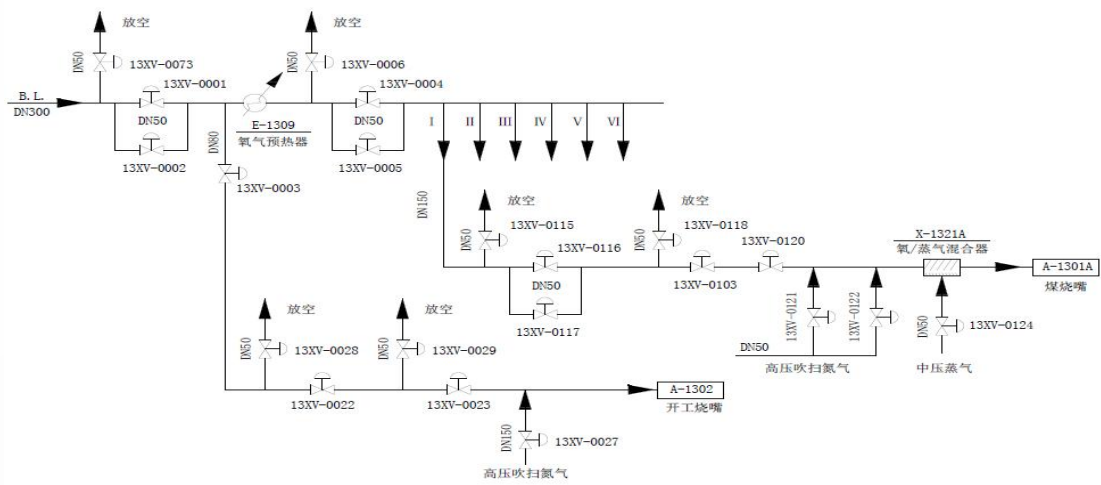 放空
放空
DN50
13XV-0073
DN50
13XV-0006
13XV-0001
13XV-0004
B.L.
DN300
DN50
E-1309
氧气预热器
DN50
I
II
III
IV
V
VI
13XV-0002
DN80
13XV-0005
13XV-0003
DN150
放空
放空
DN50
13XV-0115
DN50
13XV-0118
13XV-0116
13XV-0120
X-1321A
氧/蒸气混合器
A-1301A
煤烧嘴
DN50
13XV-0103
13XV-0117
13XV-0121
13XV-0122
DN50
13XV-0124
放空
放空
DN50
13XV-0028
DN50
13XV-0029
DN50
高压吹扫氮气
中压蒸气
13XV-0022
13XV-0023
A-1302
开工烧嘴
DN150
13XV-0027
高压吹扫氮气